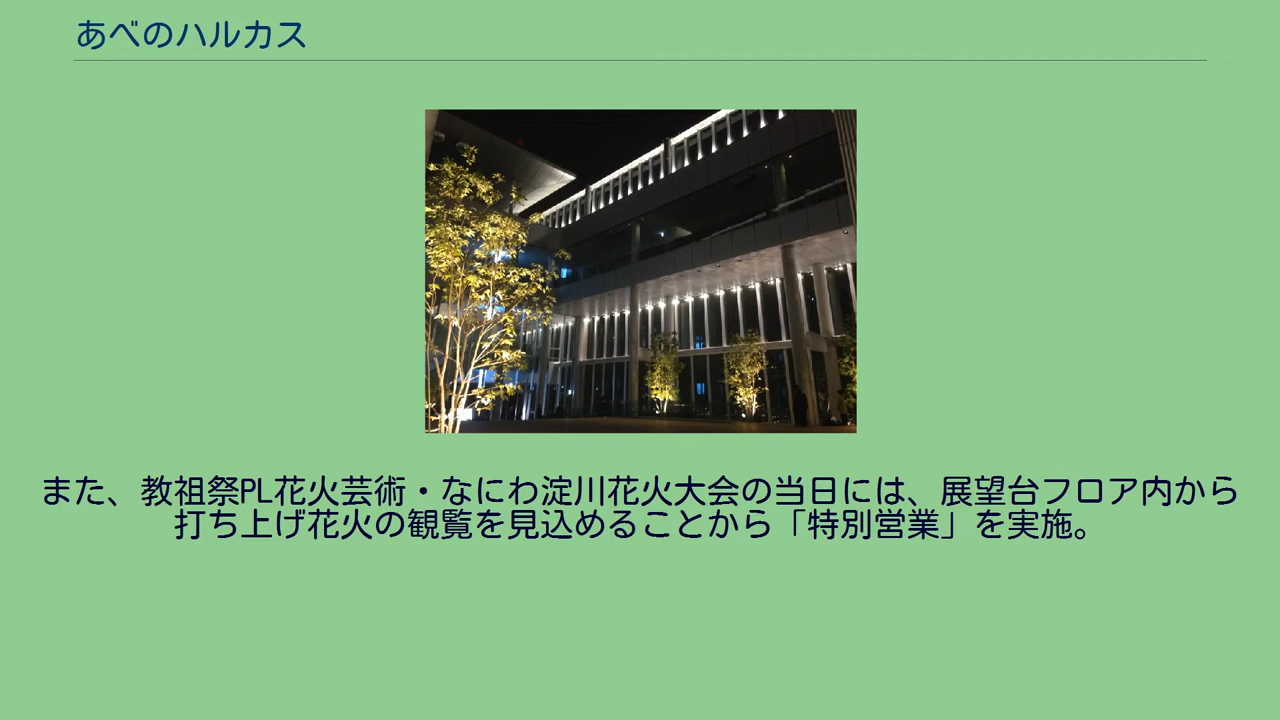 あべのハルカス
また、教祖祭PL花火芸術・なにわ淀川花火大会の当日には、展望台フロア内から
打ち上げ花火の観覧を見込めることから「特別営業」を実施。